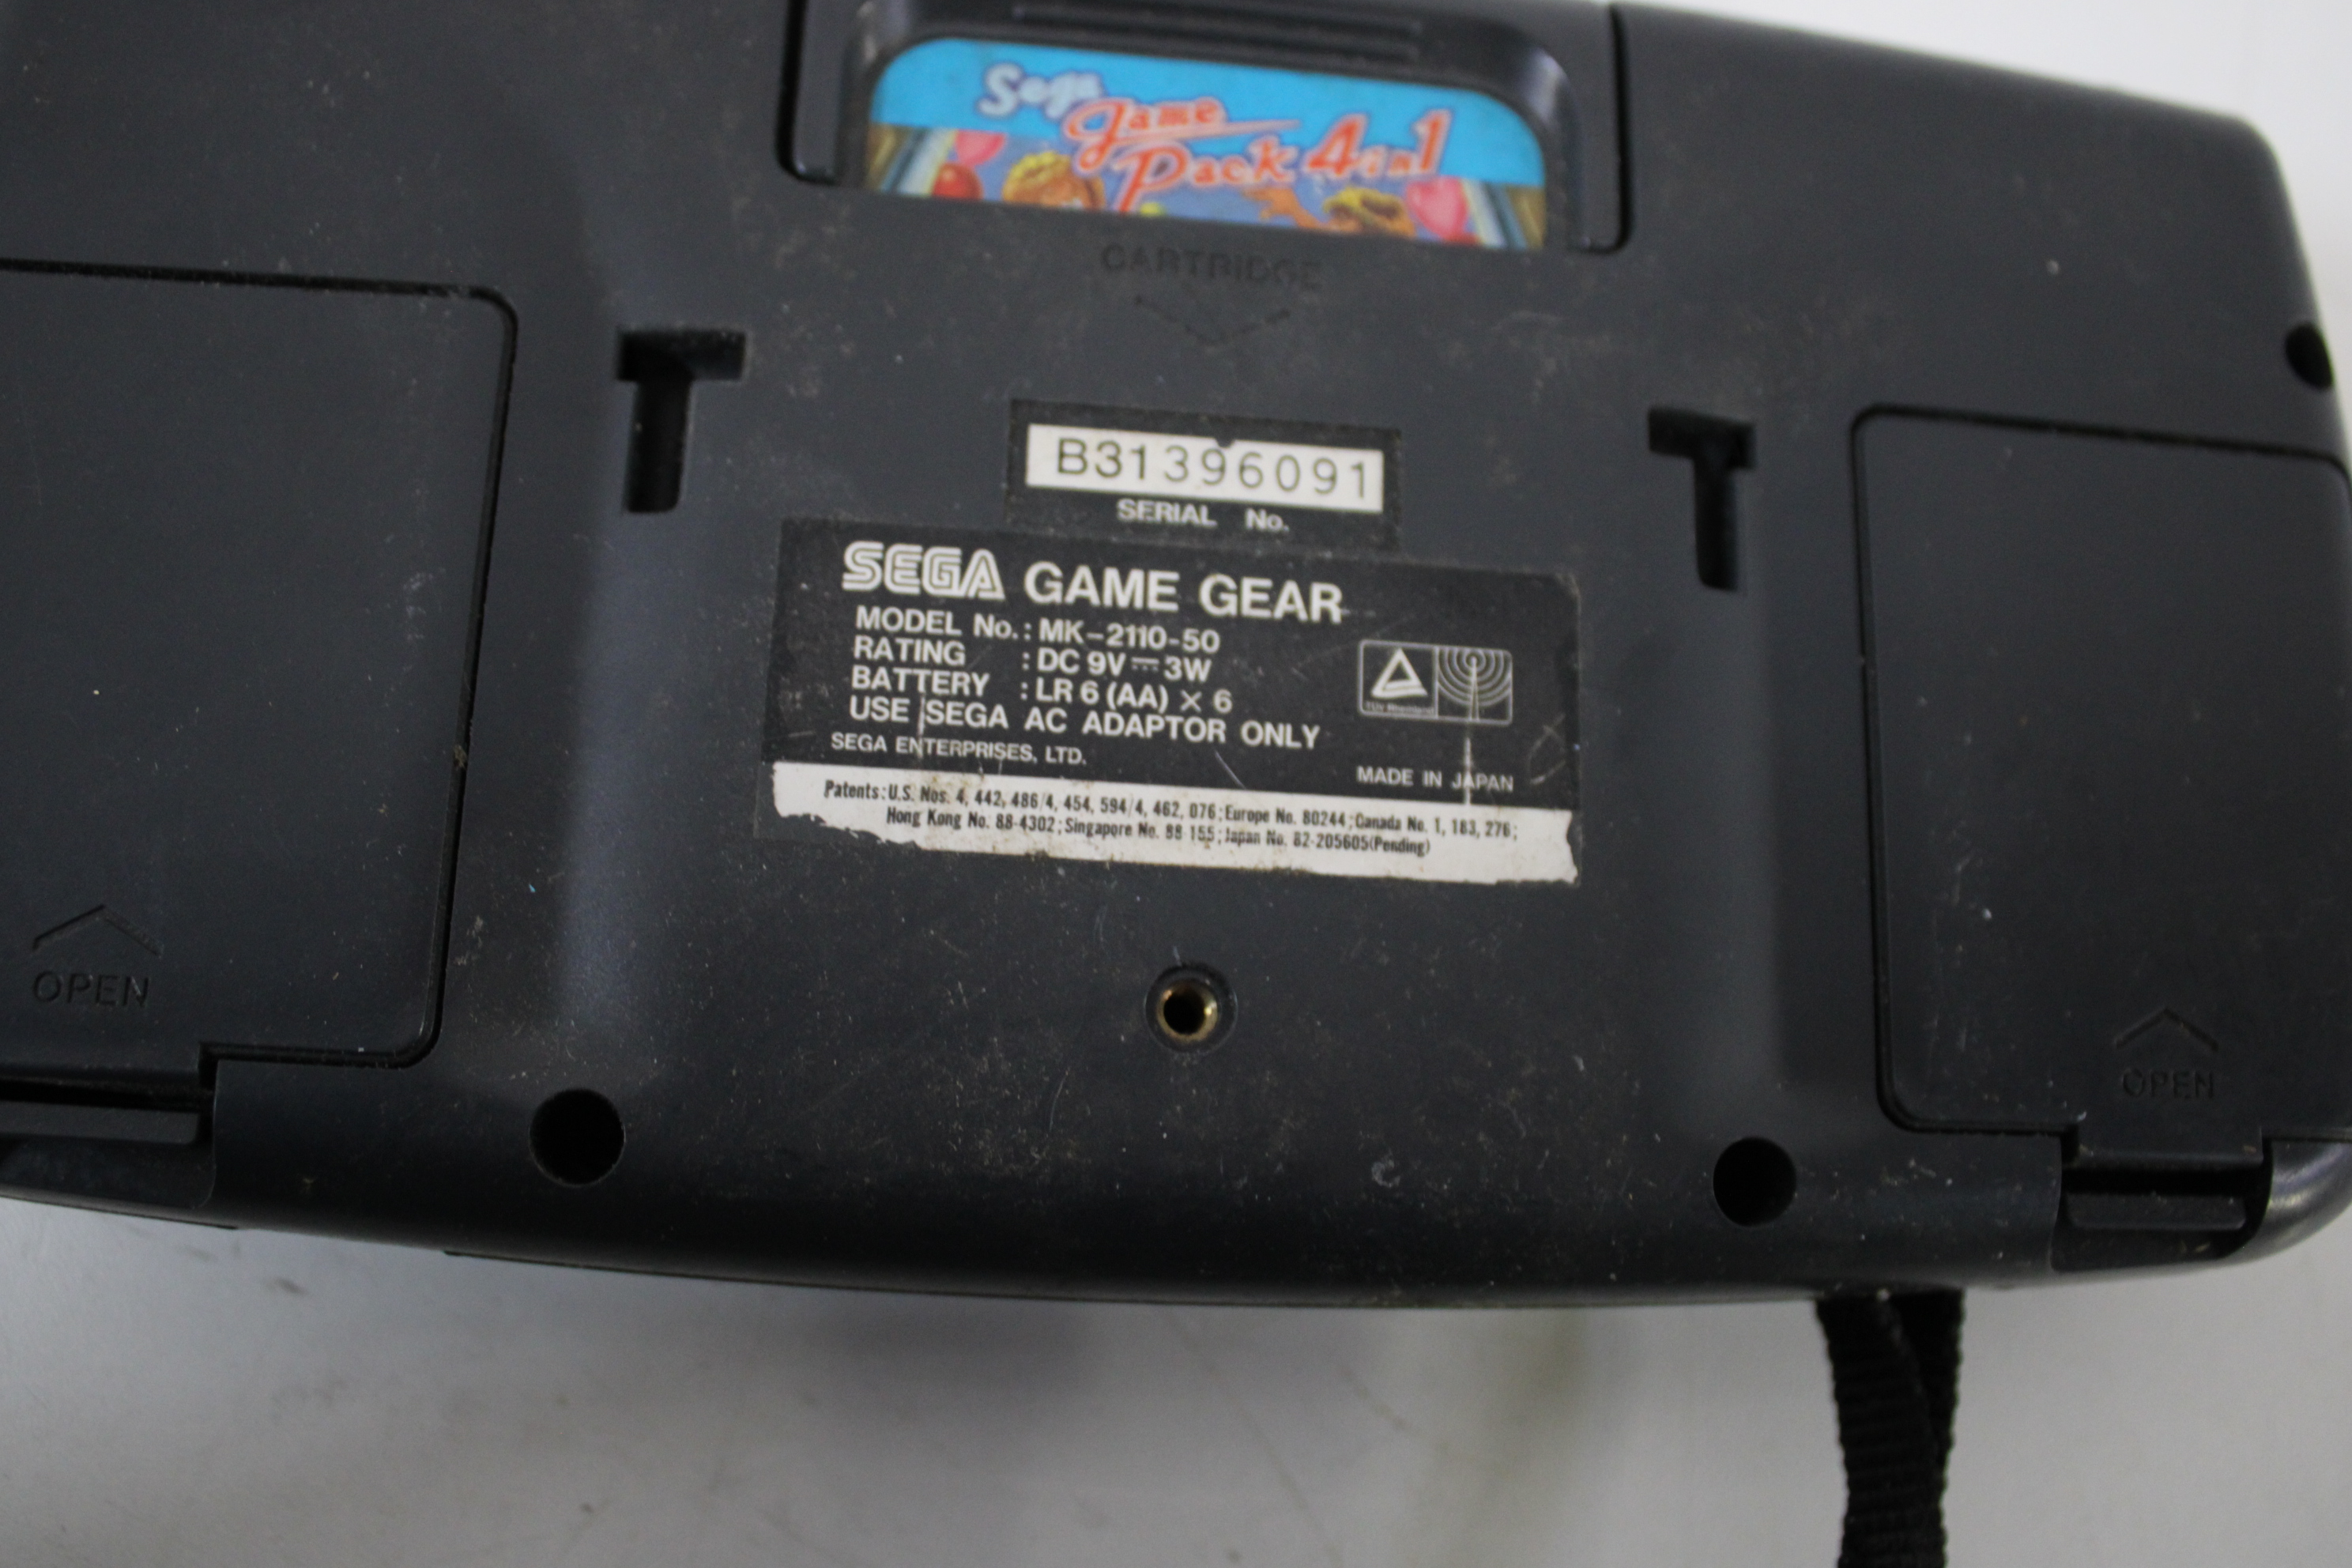 Sega
Game
Pack 4 in 1
CARTRIDGE
B31396091
SERIAL No.
SEGA GAME GEAR
MODEL No.: MK-2110-50
RATING : DC 9V ⎓ 3W
BATTERY : LR6 (AA) × 6
USE SEGA AC ADAPTOR ONLY
TÜV Rheinland
SEGA ENTERPRISES, LTD.
MADE IN JAPAN
Patents: U.S. Nos. 4, 442, 486/4, 454, 594/4, 462, 076; Europe No. 80244; Canada No. 1, 183, 276;
Hong Kong No. 88-4302; Singapore No. 88-155; Japan No. 82-205605(Pending)
OPEN
OPEN